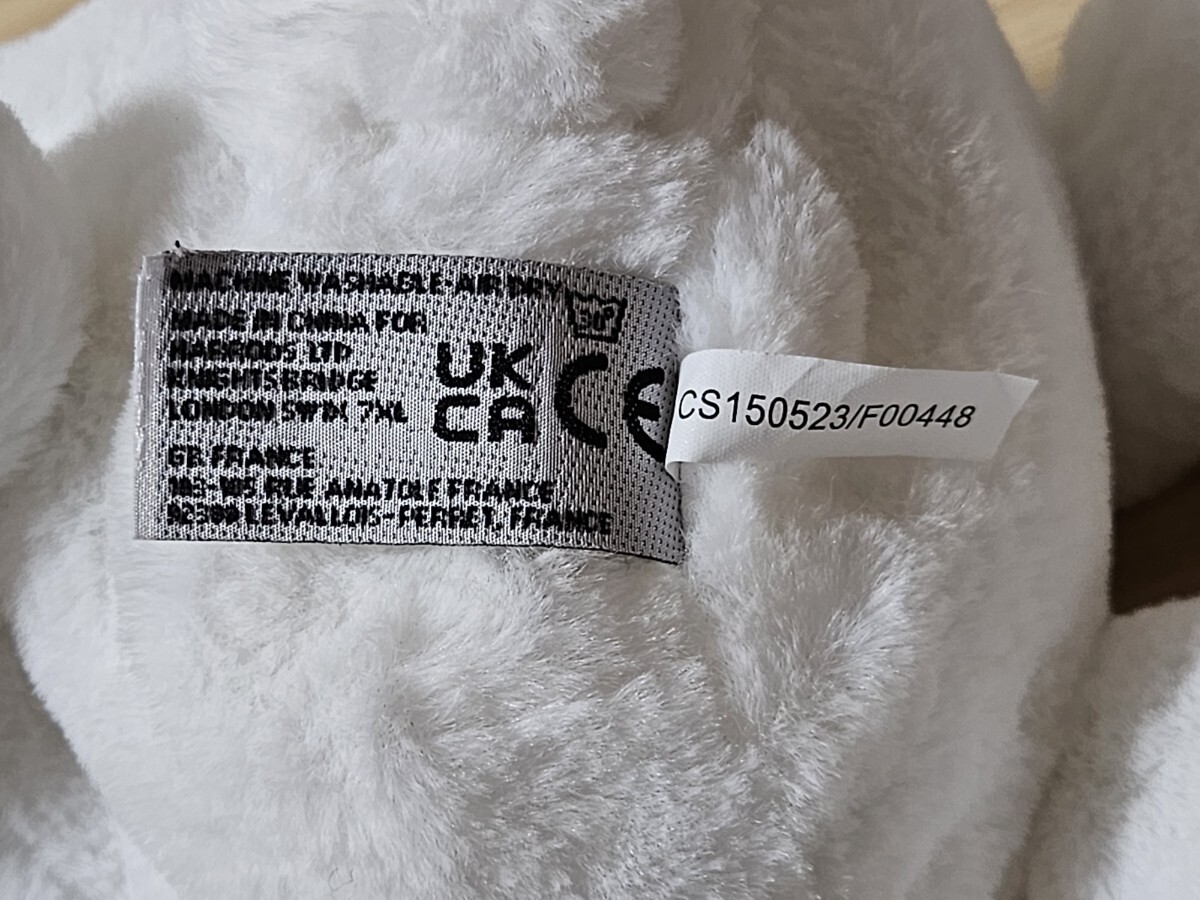 MACHINE WASHABLE-AIR DRY
30°
MADE IN CHINA FOR
HARRODS LTD
KNIGHTSBRIDGE
LONDON SW1X 7XL
UK
CA
CE
GB FRANCE
RUE ANATOLE FRANCE
92300 LEVALLOIS-PERRET, FRANCE
CS150523/F00448